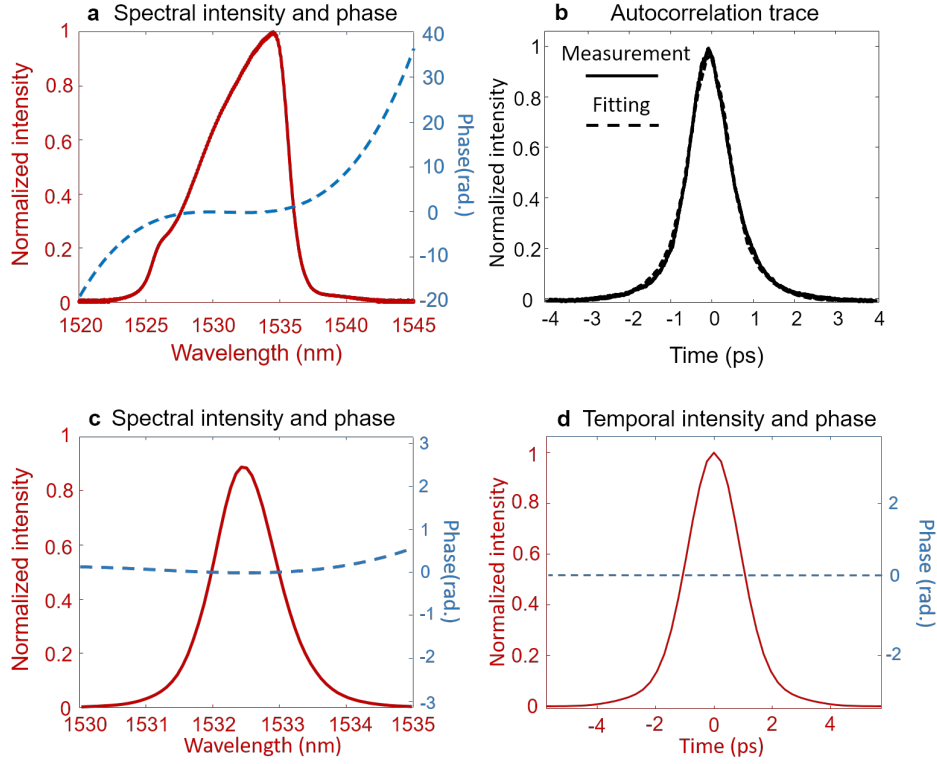 a Spectral intensity and phase
1
0.8
0.6
0.4
0.2
0
Normalized intensity
40
30
20
10
0
-10
-20
Phase(rad.)
1520 1525 1530 1535 1540 1545
Wavelength (nm)
b Autocorrelation trace
Measurement
Fitting
1
0.8
0.6
0.4
0.2
0
Normalized intensity
-4 -3 -2 -1 0 1 2 3 4
Time (ps)
c Spectral intensity and phase
1
0.8
0.6
0.4
0.2
0
Normalized intensity
3
2
1
0
-1
-2
-3
Phase(rad.)
1530 1531 1532 1533 1534 1535
Wavelength (nm)
d Temporal intensity and phase
1
0.8
0.6
0.4
0.2
0
Normalized intensity
2
0
-2
Phase (rad.)
-4 -2 0 2 4
Time (ps)